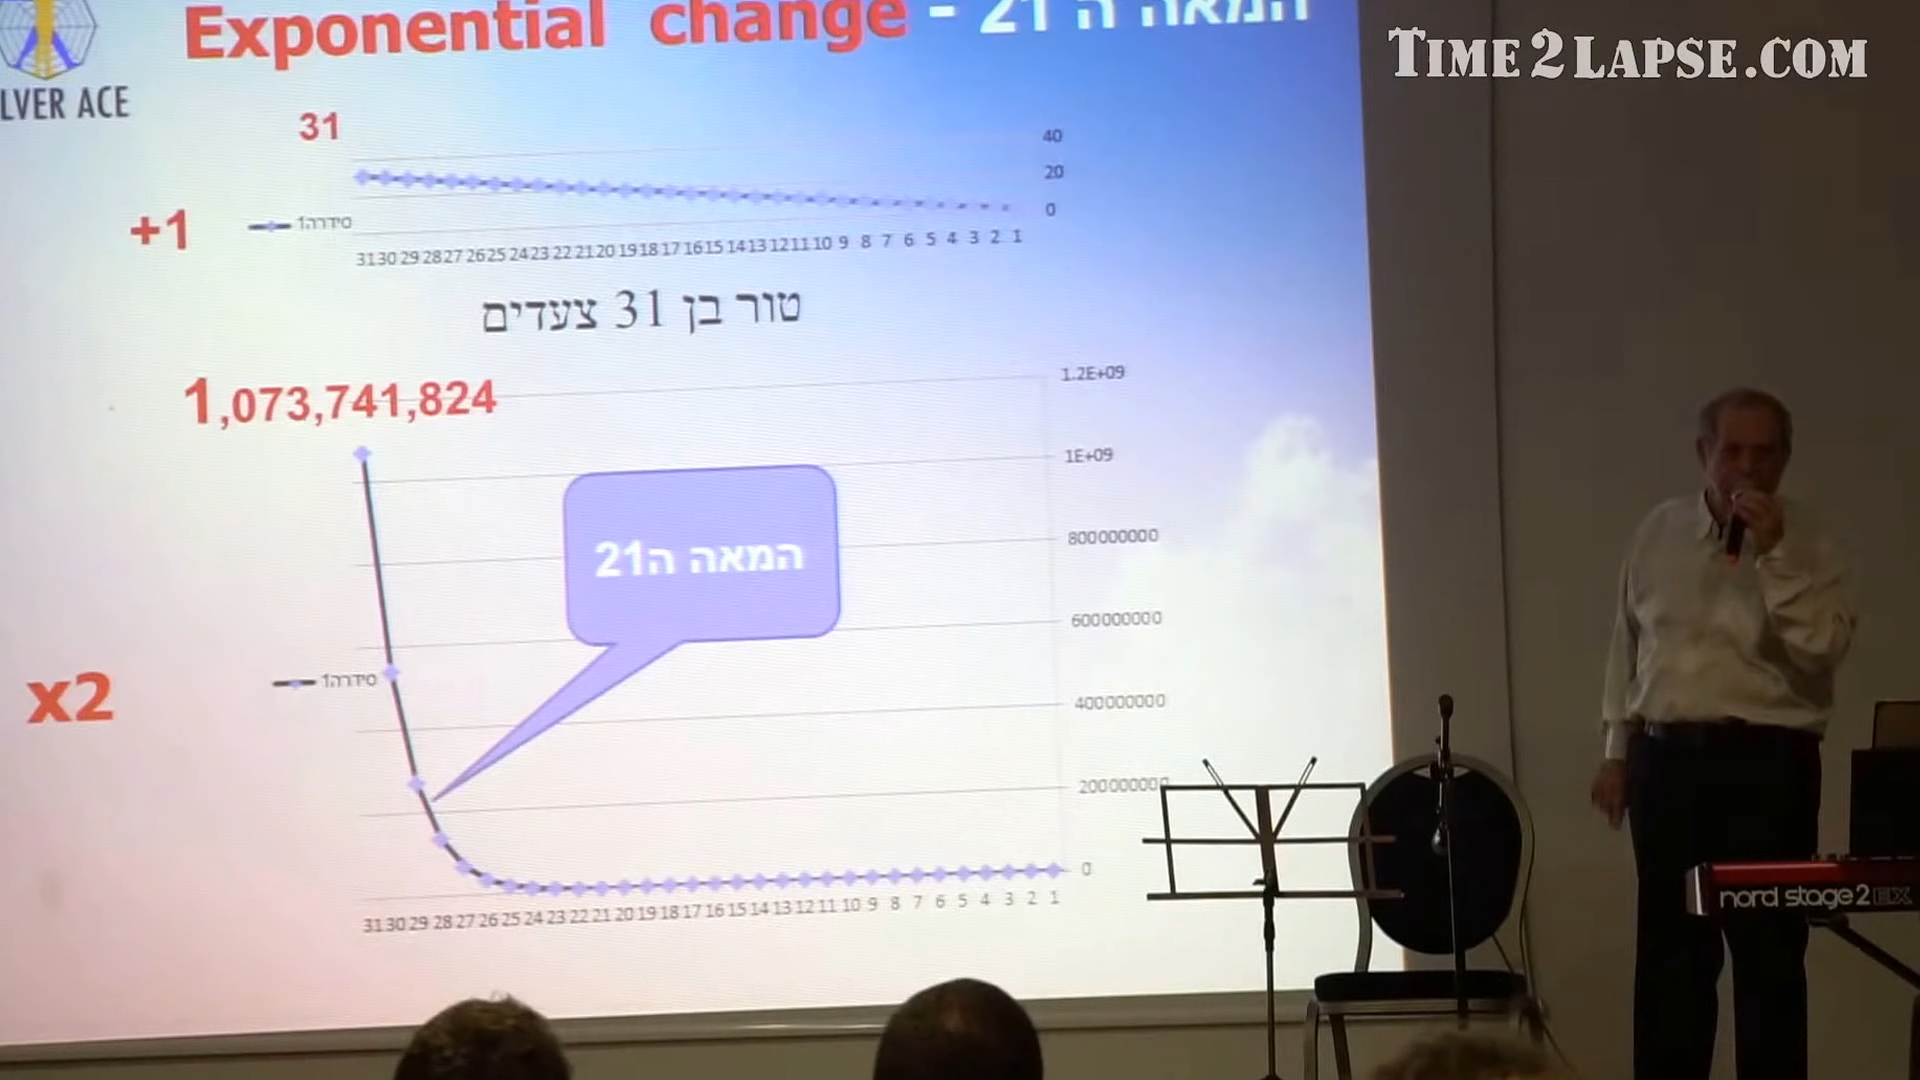 Exponential change - המאה ה 21
TIME2LAPSE.COM
LVER ACE
31
40
20
0
+1
סידרה1
31 30 29 28 27 26 25 24 23 22 21 20 19 18 17 16 15 14 13 12 11 10 9 8 7 6 5 4 3 2 1
טור בן 31 צעדים
1,073,741,824
1.2E+09
1E+09
800000000
600000000
400000000
200000000
0
המאה ה21
x2
סידרה1
31 30 29 28 27 26 25 24 23 22 21 20 19 18 17 16 15 14 13 12 11 10 9 8 7 6 5 4 3 2 1
nord stage 2 EX